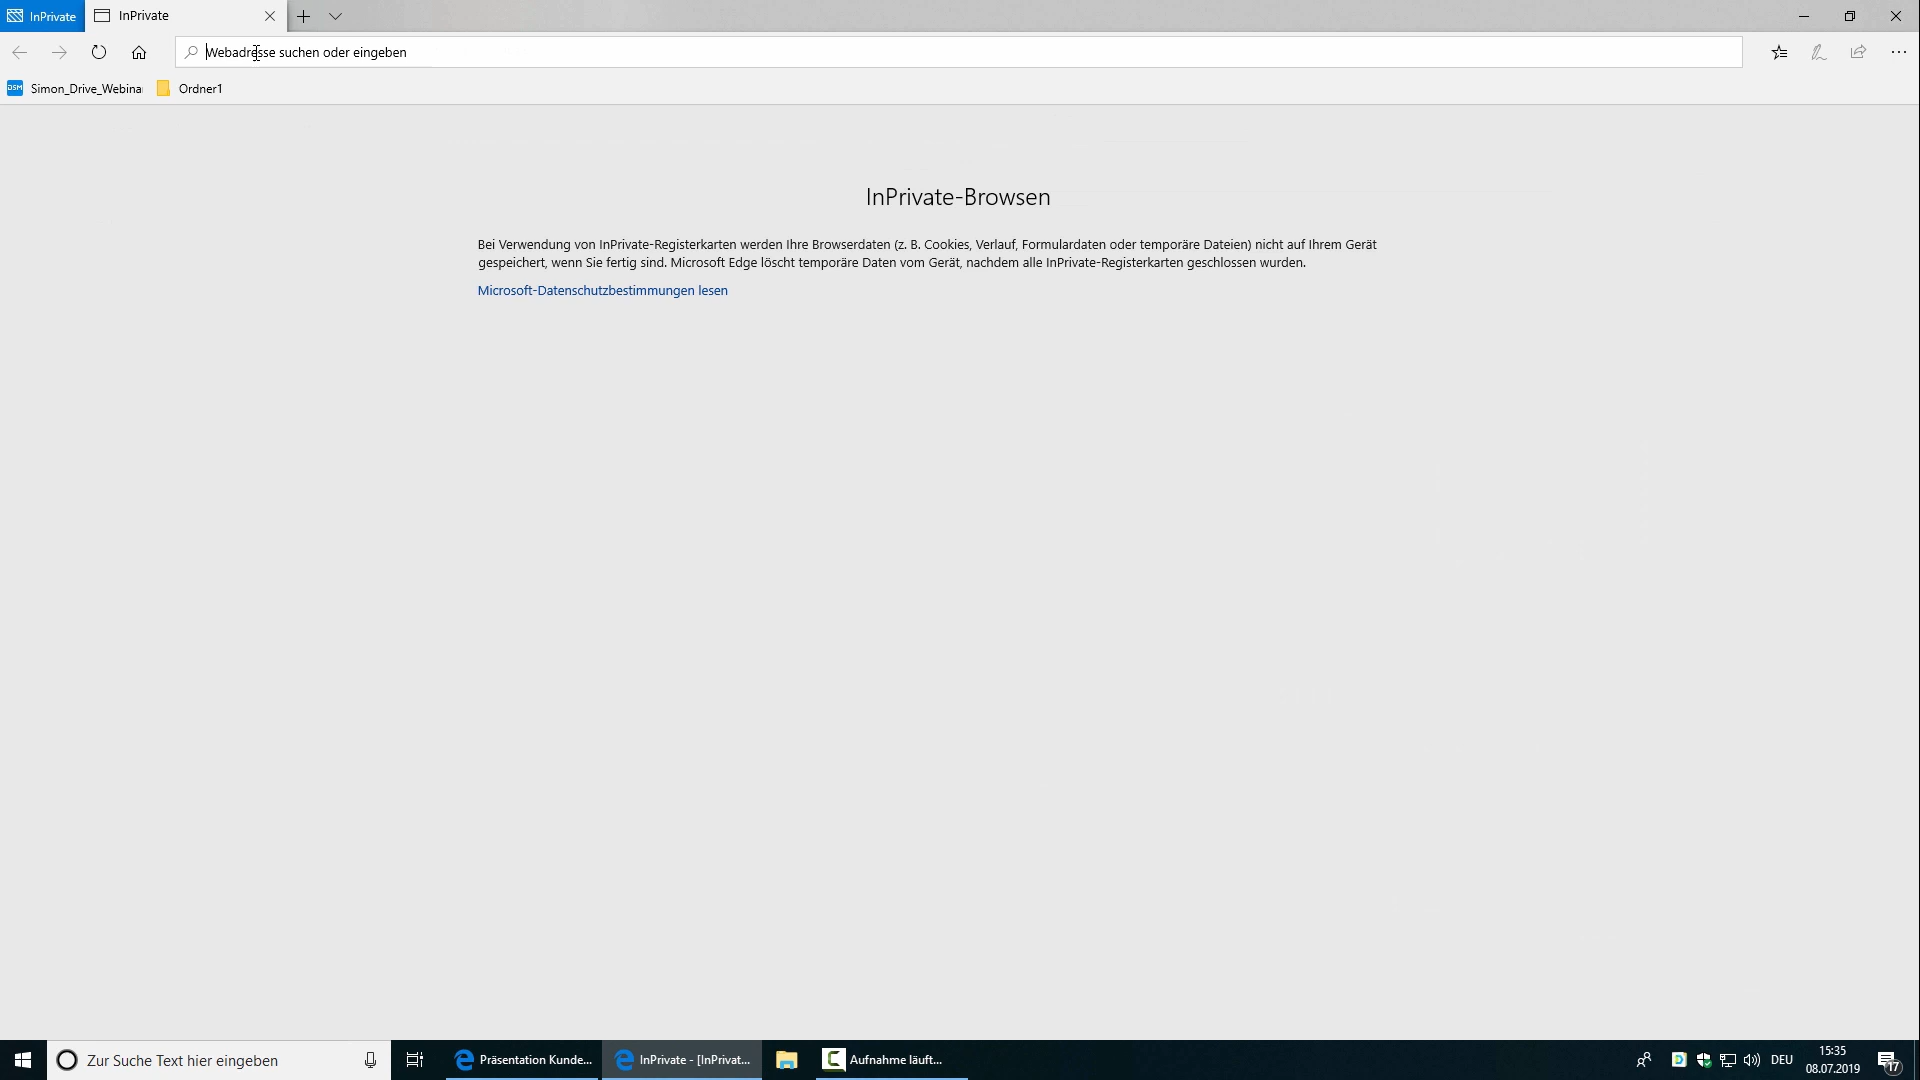 InPrivate
InPrivate
Webadresse suchen oder eingeben
DSM Simon_Drive_Webinar
Ordner1
InPrivate-Browsen
Bei Verwendung von InPrivate-Registerkarten werden Ihre Browserdaten (z. B. Cookies, Verlauf, Formulardaten oder temporäre Dateien) nicht auf Ihrem Gerät
gespeichert, wenn Sie fertig sind. Microsoft Edge löscht temporäre Daten vom Gerät, nachdem alle InPrivate-Registerkarten geschlossen wurden.
Microsoft-Datenschutzbestimmungen lesen
Zur Suche Text hier eingeben
Präsentation Kunde...
InPrivate - [InPrivat...
Aufnahme läuft...
DEU
15:35
08.07.2019
17